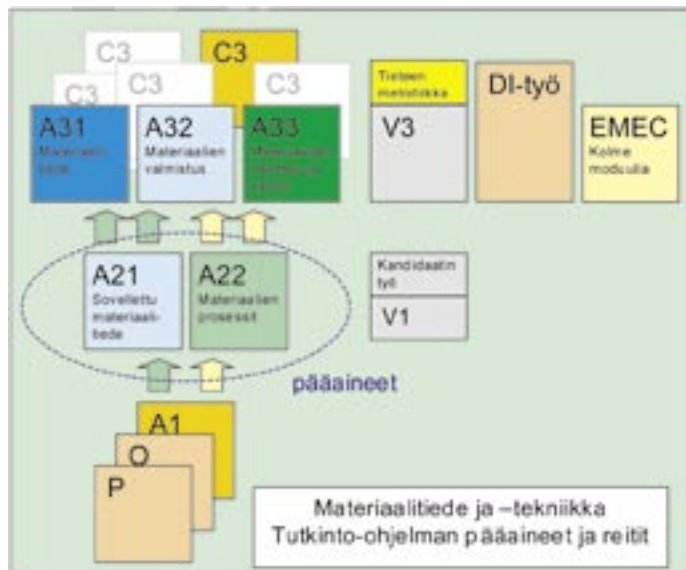 C3
C3
C3
C3
C3
A31
A32
Materiaalien
valmistus
A33
Tieteen
metodiikka
V3
DI-työ
EMEC
Kolme
moduulia
A21
Sovellettu
materiaali-
tiede
A22
Materiaalien
prosessit
Kandidaatin
työ
V1
pääaineet
A1
O
P
Materiaalitiede ja –tekniikka
Tutkinto-ohjelman pääaineet ja reitit